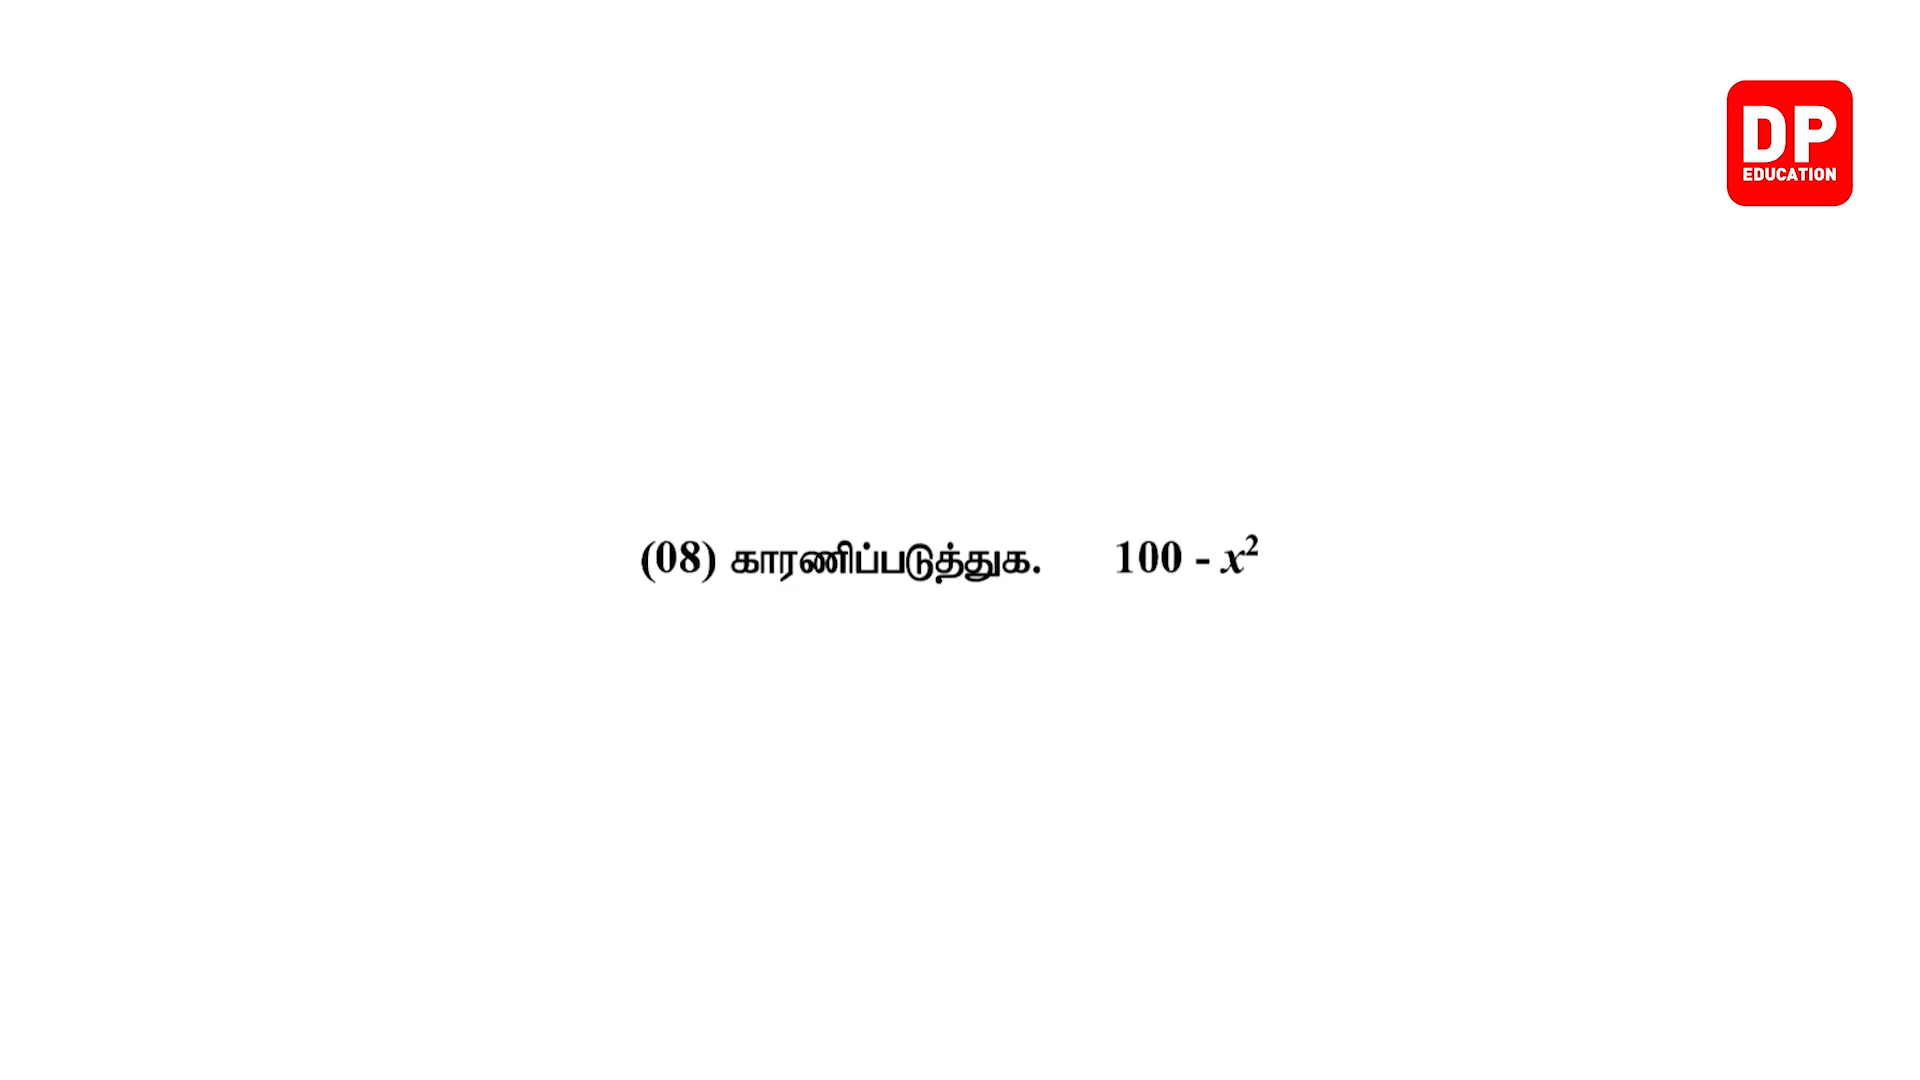 DP
EDUCATION
(08) காரணிப்படுத்துக. 100 - x²